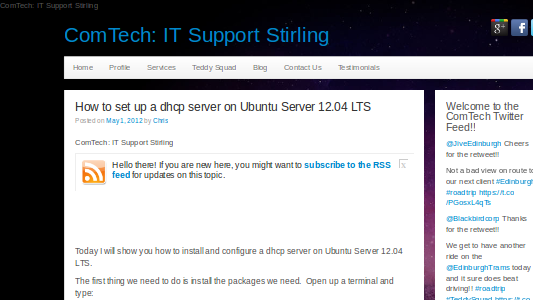 ComTech: IT Support Stirling
ComTech: IT Support Stirling
Home Profile Services Teddy Squad Blog Contact Us Testimonials
How to set up a dhcp server on Ubuntu Server 12.04 LTS
Posted on May 1, 2012 by Chris
ComTech: IT Support Stirling
Hello there! If you are new here, you might want to subscribe to the RSS
feed for updates on this topic.
Today I will show you how to install and configure a dhcp server on Ubuntu Server 12.04
LTS.
The first thing we need to do is install the packages we need. Open up a terminal and
type:
Welcome to the
ComTech Twitter
Feed!!
@JiveEdinburgh Cheers
for the retweet!!
Not a bad view on route to
our next client #Edinburgh
#roadtrip https://t.co
/PGosxL4qTs
@Blackbirdcorp Thanks
for the retweet!!
We get to have another
ride on the
@EdinburghTrams today
and it sure does beat
driving!! #roadtrip
#TeddySquad https://t.co